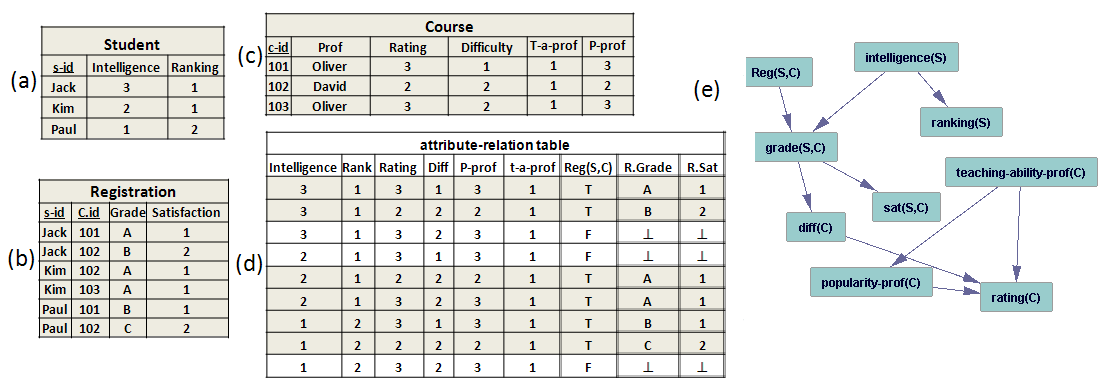 (a)
Student
s-id Intelligence Ranking
Jack 3 1
Kim 2 1
Paul 1 2
(b)
Registration
s-id C.id Grade Satisfaction
Jack 101 A 1
Jack 102 B 2
Kim 102 A 1
Kim 103 A 1
Paul 101 B 1
Paul 102 C 2
(c)
Course
c-id Prof Rating Difficulty T-a-prof P-prof
101 Oliver 3 1 1 3
102 David 2 2 1 2
103 Oliver 3 2 1 3
(d)
attribute-relation table
Intelligence Rank Rating Diff P-prof t-a-prof Reg(S,C) R.Grade R.Sat
3 1 3 1 3 1 T A 1
3 1 2 2 2 1 T B 2
3 1 3 2 3 1 F ⊥ ⊥
2 1 3 1 3 1 F ⊥ ⊥
2 1 2 2 2 1 T A 1
2 1 3 2 3 1 T A 1
1 2 3 1 3 1 T B 1
1 2 2 2 2 1 T C 2
1 2 3 2 3 1 F ⊥ ⊥
(e)
Reg(S,C)
intelligence(S)
ranking(S)
grade(S,C)
teaching-ability-prof(C)
sat(S,C)
diff(C)
popularity-prof(C)
rating(C)